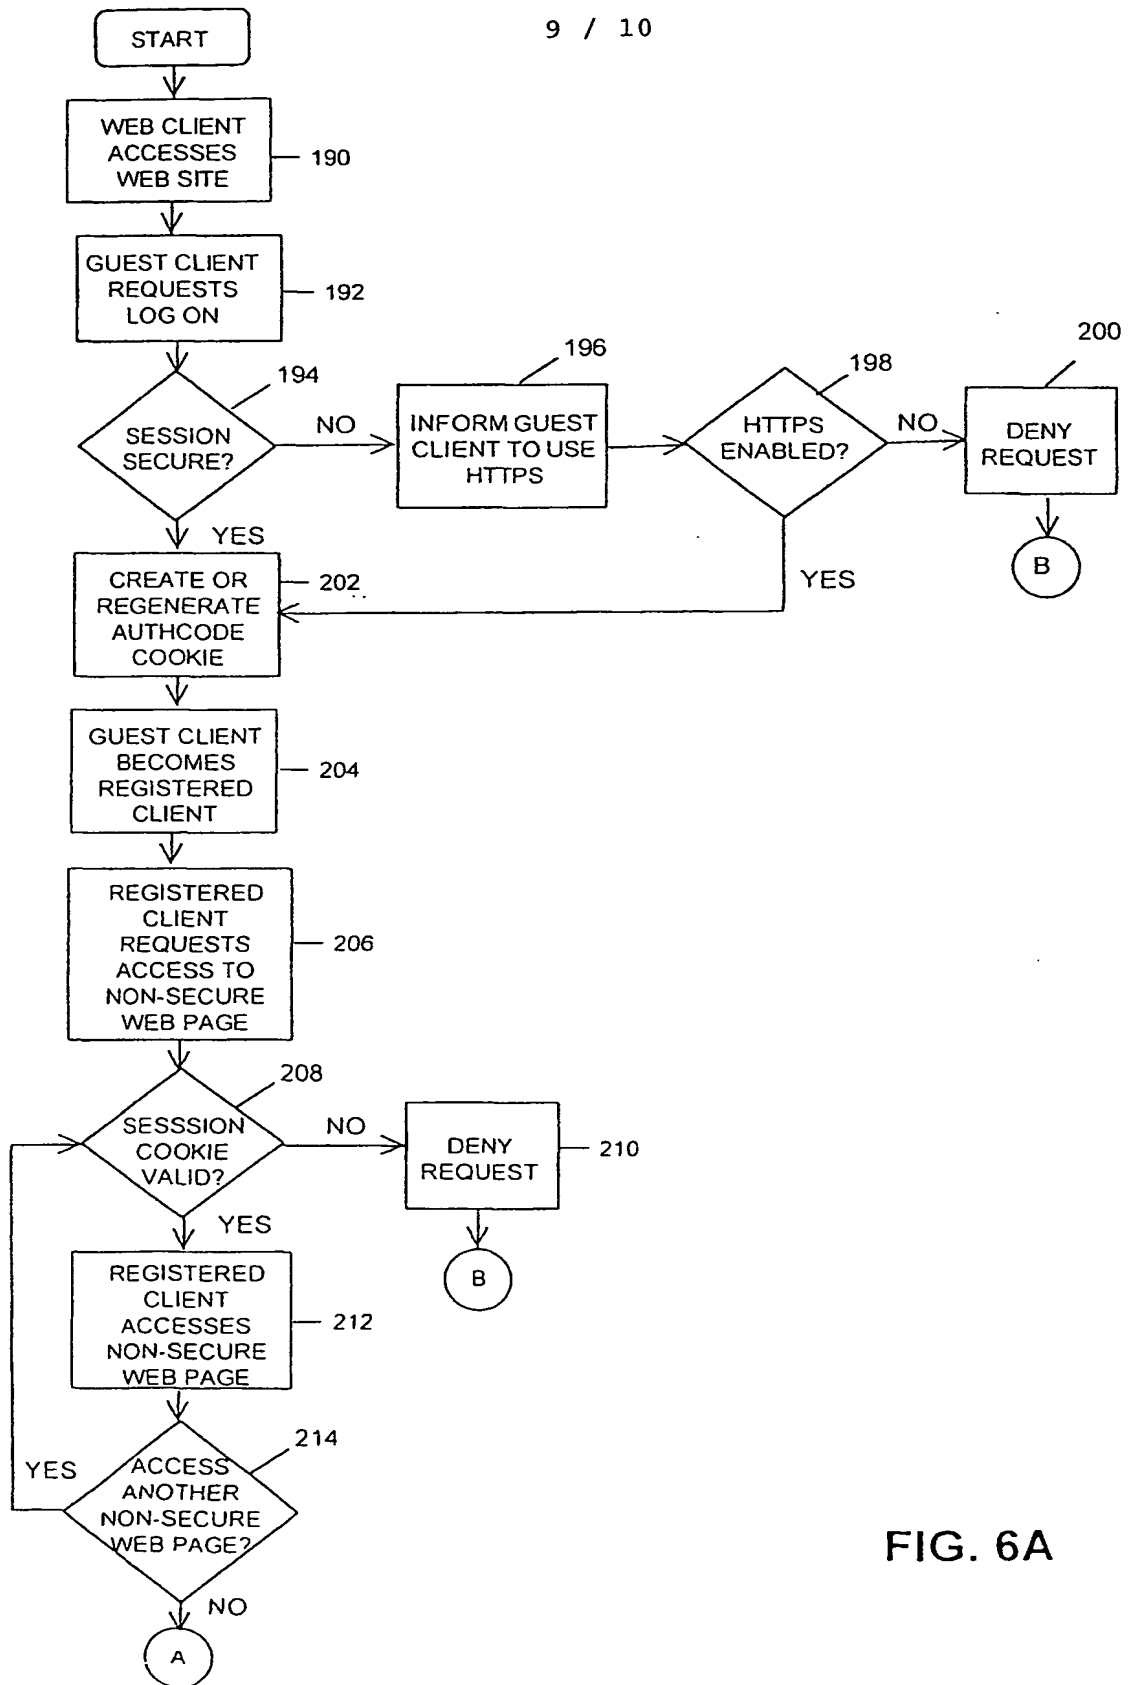 9 / 10
START
WEB CLIENT
ACCESSES
WEB SITE
190
GUEST CLIENT
REQUESTS
LOG ON
192
194
SESSION
SECURE?
NO
YES
196
INFORM GUEST
CLIENT TO USE
HTTPS
198
HTTPS
ENABLED?
NO
YES
200
DENY
REQUEST
B
CREATE OR
REGENERATE
AUTHCODE
COOKIE
202
GUEST CLIENT
BECOMES
REGISTERED
CLIENT
204
REGISTERED
CLIENT
REQUESTS
ACCESS TO
NON-SECURE
WEB PAGE
206
208
SESSSION
COOKIE
VALID?
NO
YES
DENY
REQUEST
210
B
REGISTERED
CLIENT
ACCESSES
NON-SECURE
WEB PAGE
212
214
ACCESS
ANOTHER
NON-SECURE
WEB PAGE?
YES
NO
A
FIG. 6A